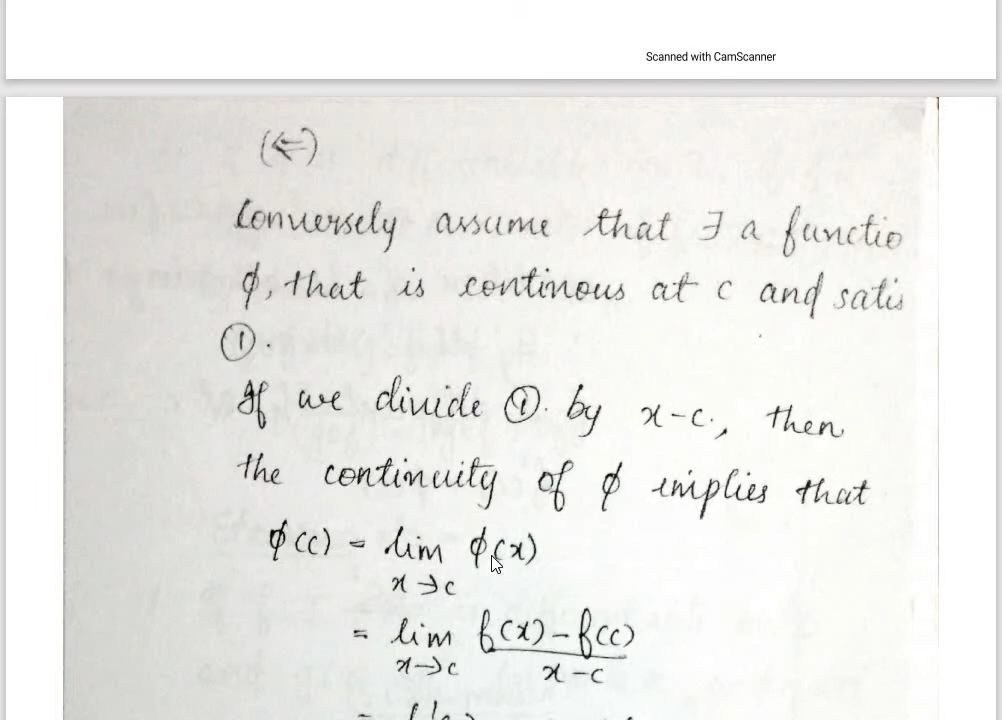 Scanned with CamScanner
(⇐)
Conversely assume that ∃ a functio
ϕ, that is continous at c and satis
①.
If we divide ①. by x-c., then
the continuity of ϕ implies that
ϕ(c) = lim ϕ(x)
x→c
= lim f(x)-f(c)
x→c x-c